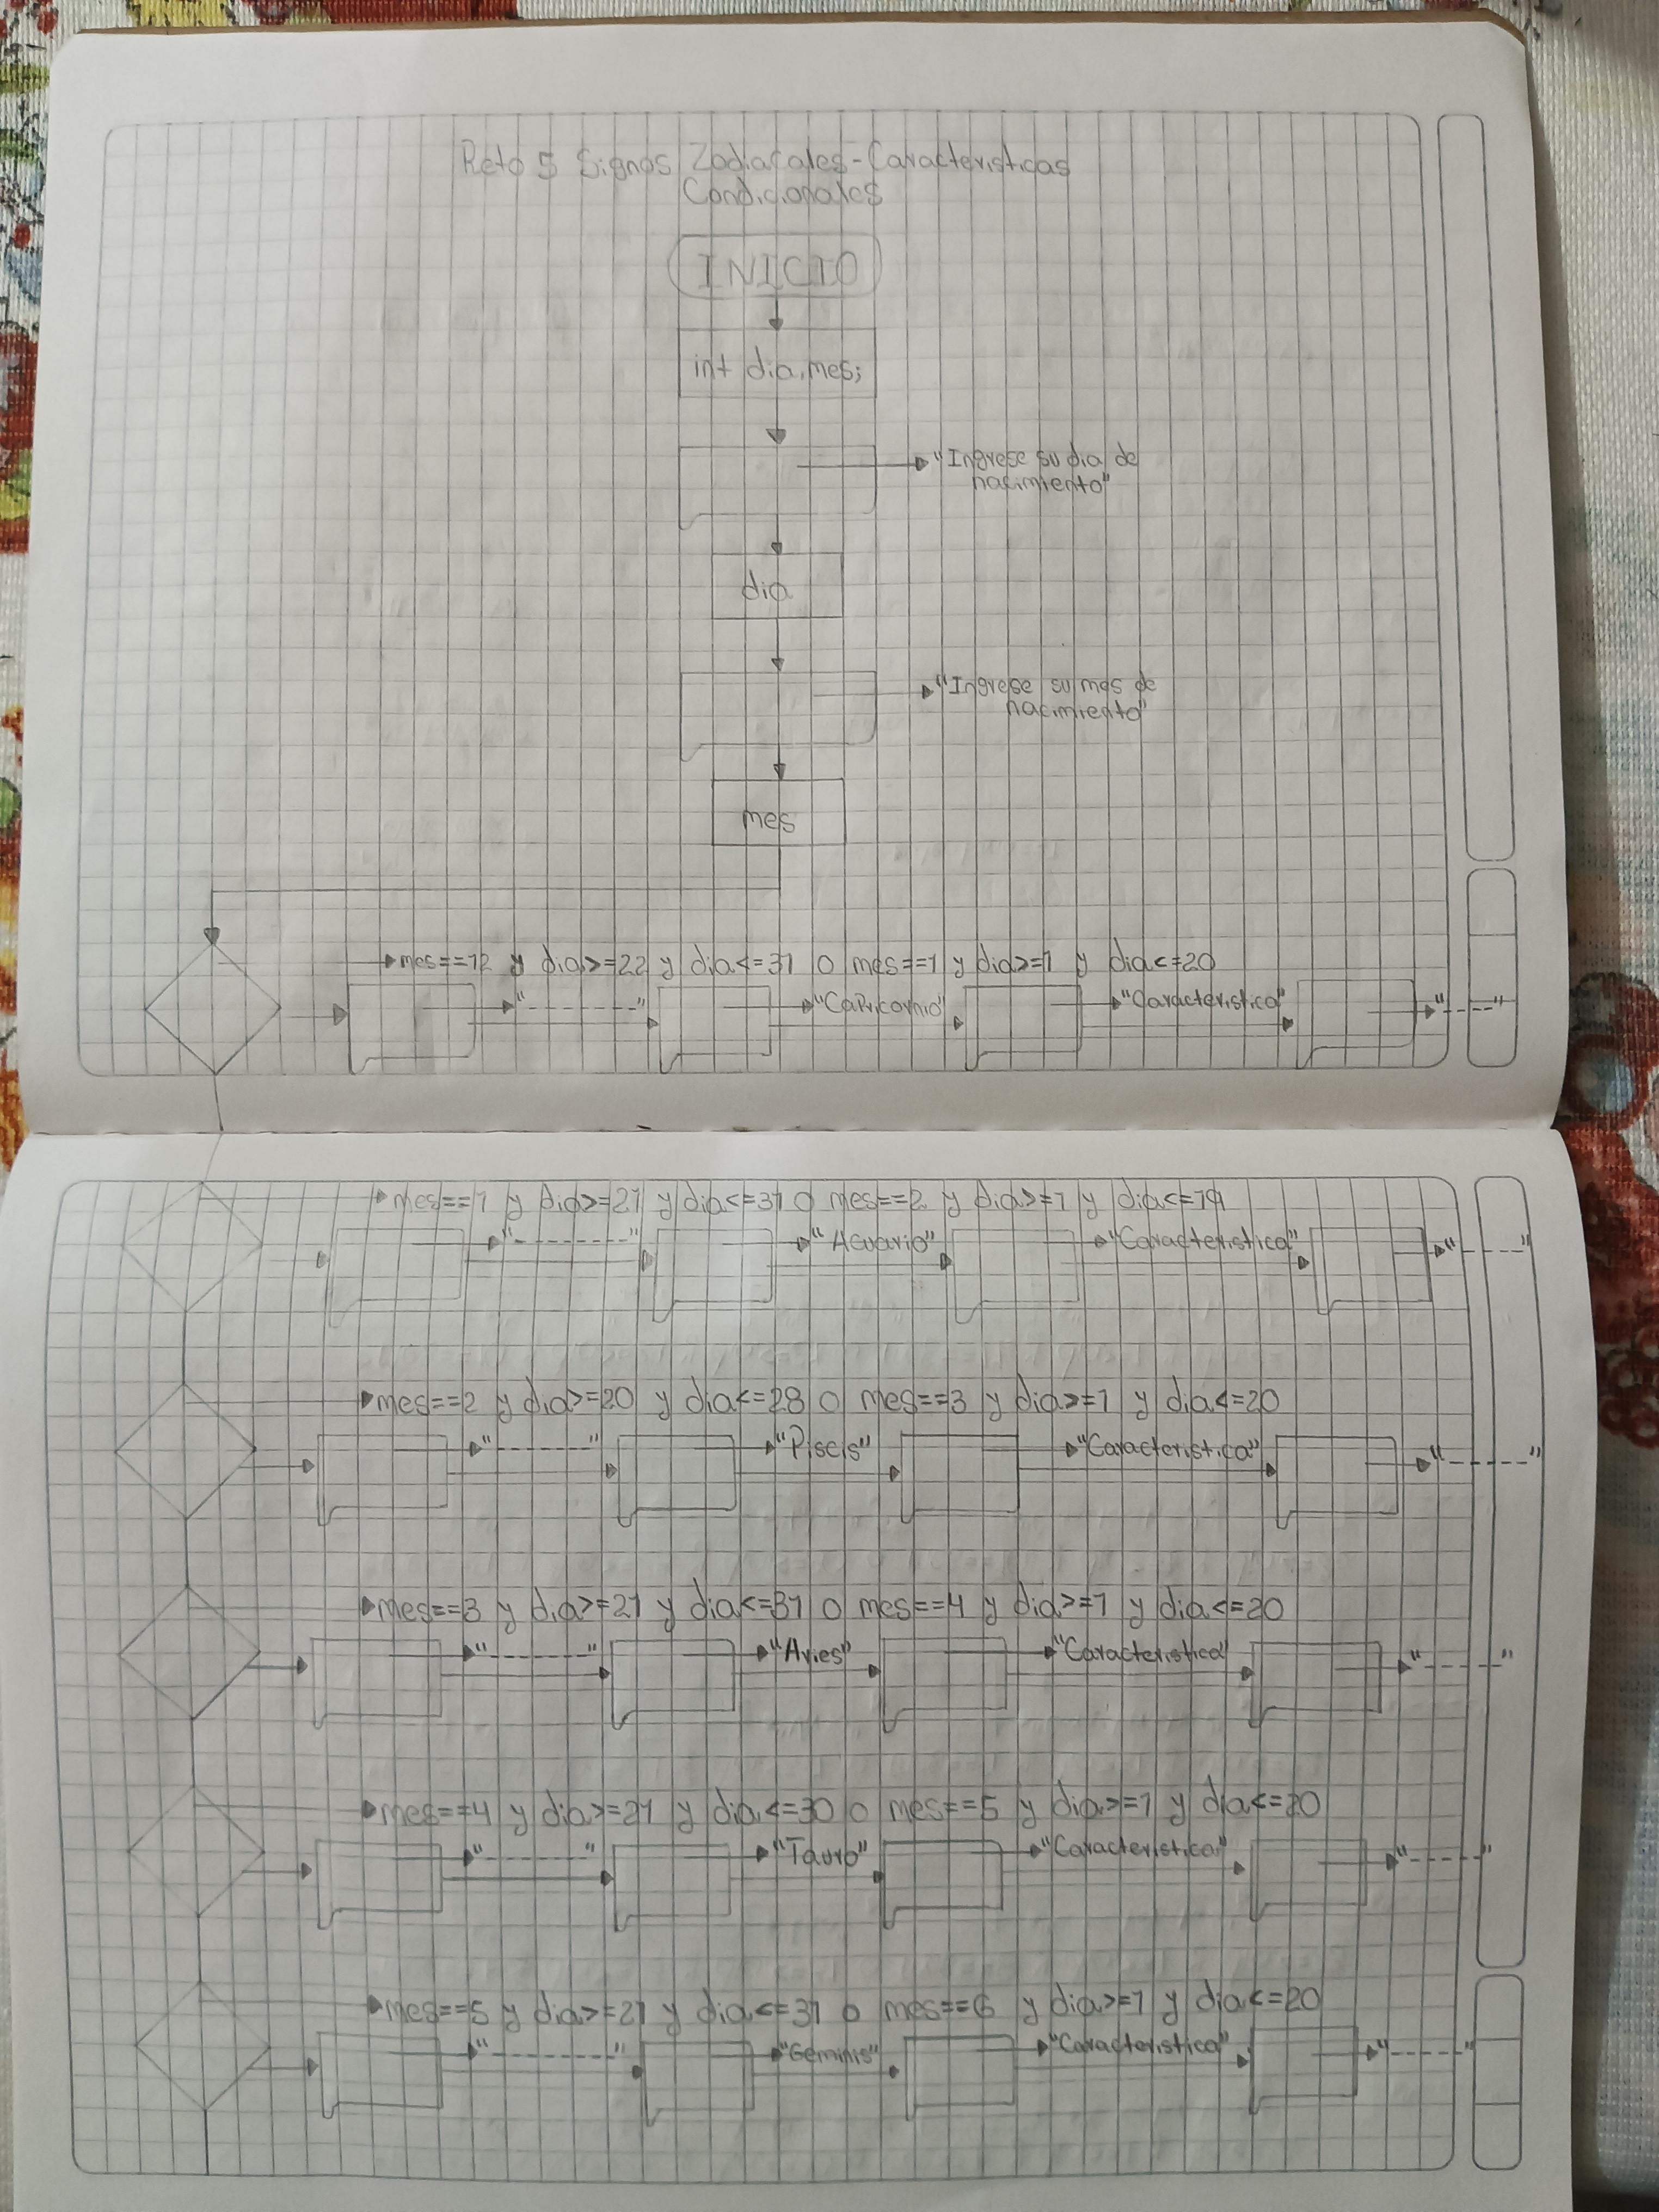 Reto 5 Signos Zodiacales-Caracteristicas
Condicionales
INICIO
int dia, mes;
"Ingrese su dia de
nacimiento"
dia
"Ingrese su mes de
nacimiento"
mes
mes==12 y dia>=22 y dia<=31 o mes==1 y dia>=1 y dia<=20
"--------" "Capricornio" "Caracteristica" "----"
mes==1 y dia>=21 y dia<=31 o mes==2 y dia>=1 y dia<=19
"--------" "Acuario" "Caracteristica" "----"
mes==2 y dia>=20 y dia<=28 o mes==3 y dia>=1 y dia<=20
"--------" "Piscis" "Caracteristica" "-----"
mes==3 y dia>=21 y dia<=31 o mes==4 y dia>=1 y dia<=20
"--------" "Aries" "Caracteristica" "-----"
mes==4 y dia>=21 y dia<=30 o mes==5 y dia>=1 y dia<=20
"--------" "Tauro" "Caracteristica" "-----"
mes==5 y dia>=21 y dia<=31 o mes==6 y dia>=1 y dia<=20
"--------" "Geminis" "Caracteristica" "-----"